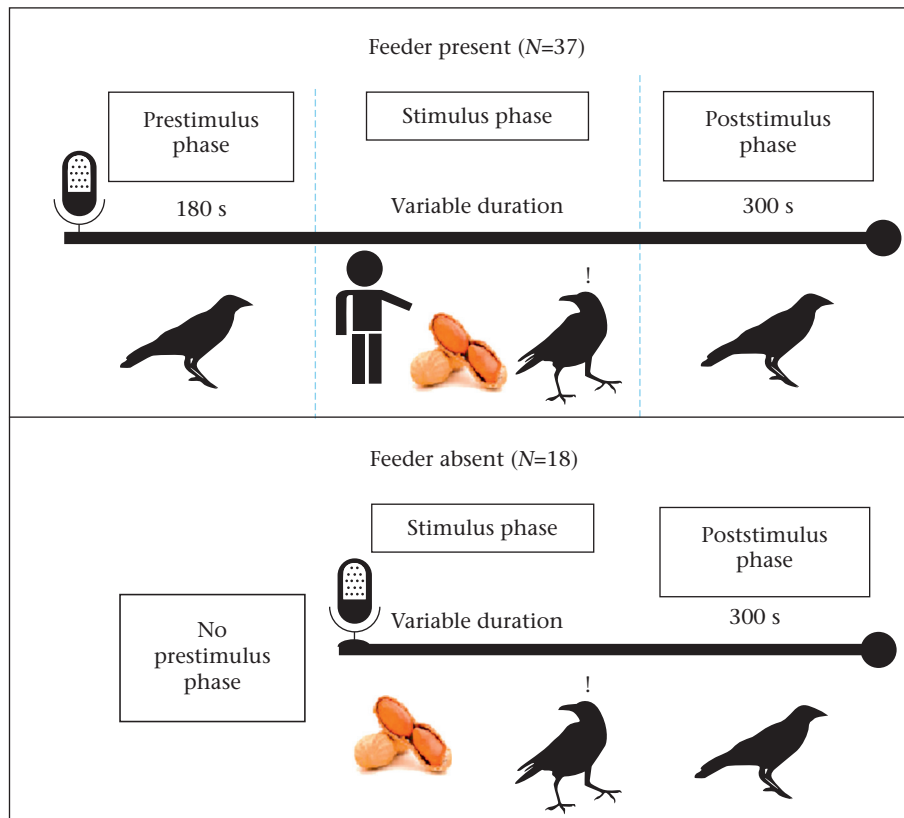 Feeder present (N=37)
Prestimulus
phase
Stimulus phase
Poststimulus
phase
180 s
Variable duration
300 s
!
Feeder absent (N=18)
Stimulus phase
Poststimulus
phase
No
prestimulus
phase
Variable duration
300 s
!